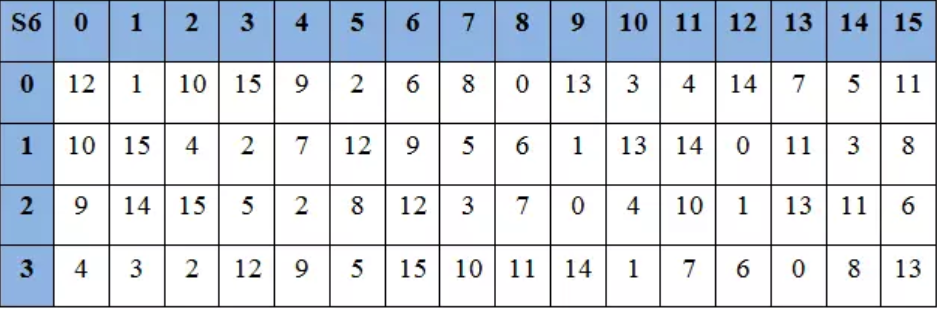 S6 0 1 2 3 4 5 6 7 8 9 10 11 12 13 14 15
0 12 1 10 15 9 2 6 8 0 13 3 4 14 7 5 11
1 10 15 4 2 7 12 9 5 6 1 13 14 0 11 3 8
2 9 14 15 5 2 8 12 3 7 0 4 10 1 13 11 6
3 4 3 2 12 9 5 15 10 11 14 1 7 6 0 8 13